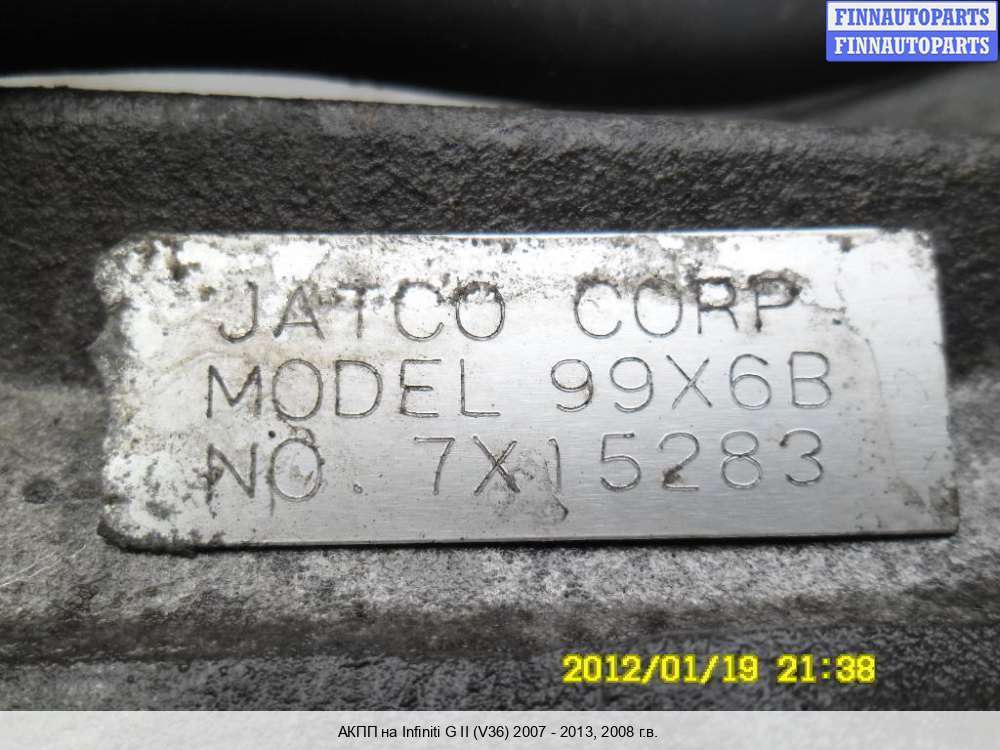 FINNAUTOPARTS
FINNAUTOPARTS
JATCO CORP
MODEL 99X6B
NO. 7X15283
2012/01/19 21:38
АКПП на Infiniti G II (V36) 2007 - 2013, 2008 г.в.